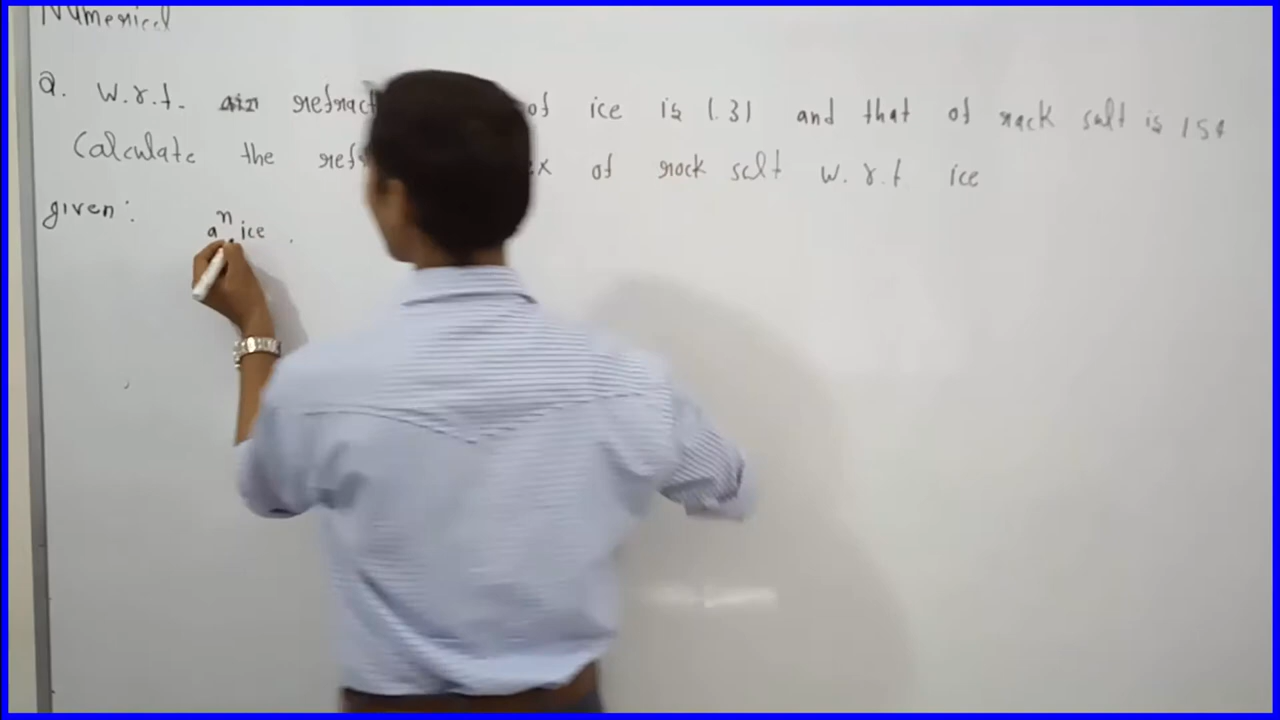 Numerical
Q. W.r.t. air refract of ice is 1.31 and that of rock salt is 1.54
Calculate the ref ex of rock salt w.r.t ice
given: anice